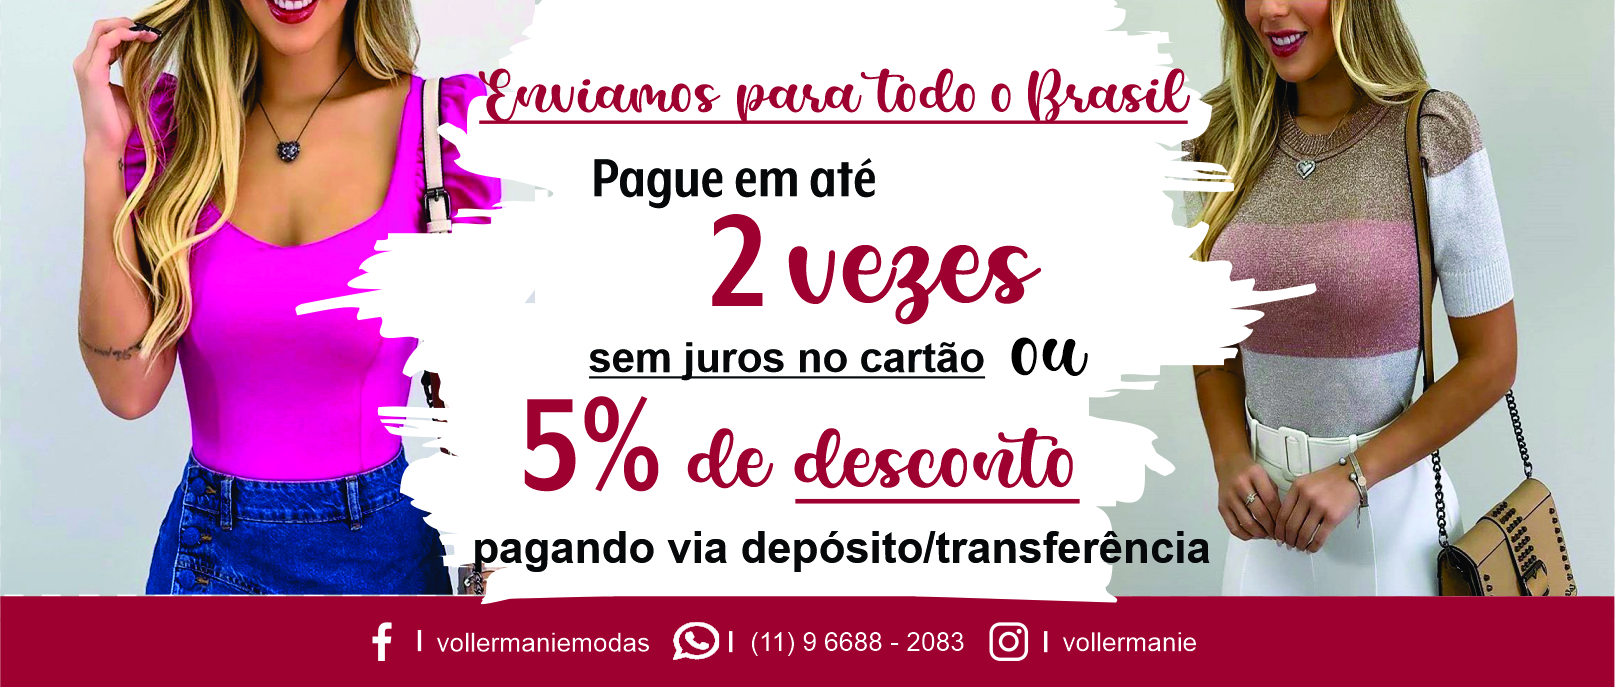 Enviamos para todo o Brasil
Pague em até
2 vezes
sem juros no cartão ou
5% de desconto
pagando via depósito/transferência
vollermaniemodas (11) 9 6688 - 2083 vollermanie